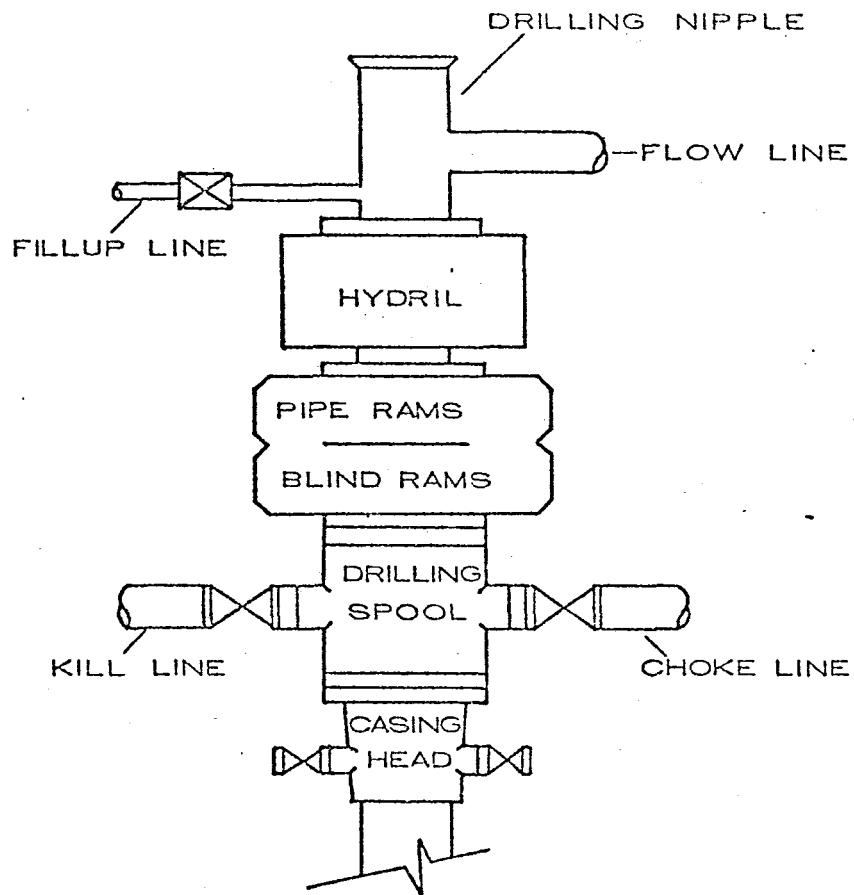 DRILLING NIPPLE
FLOW LINE
FILLUP LINE
HYDRIL
PIPE RAMS
BLIND RAMS
DRILLING
SPOOL
KILL LINE
CHOKE LINE
CASING
HEAD